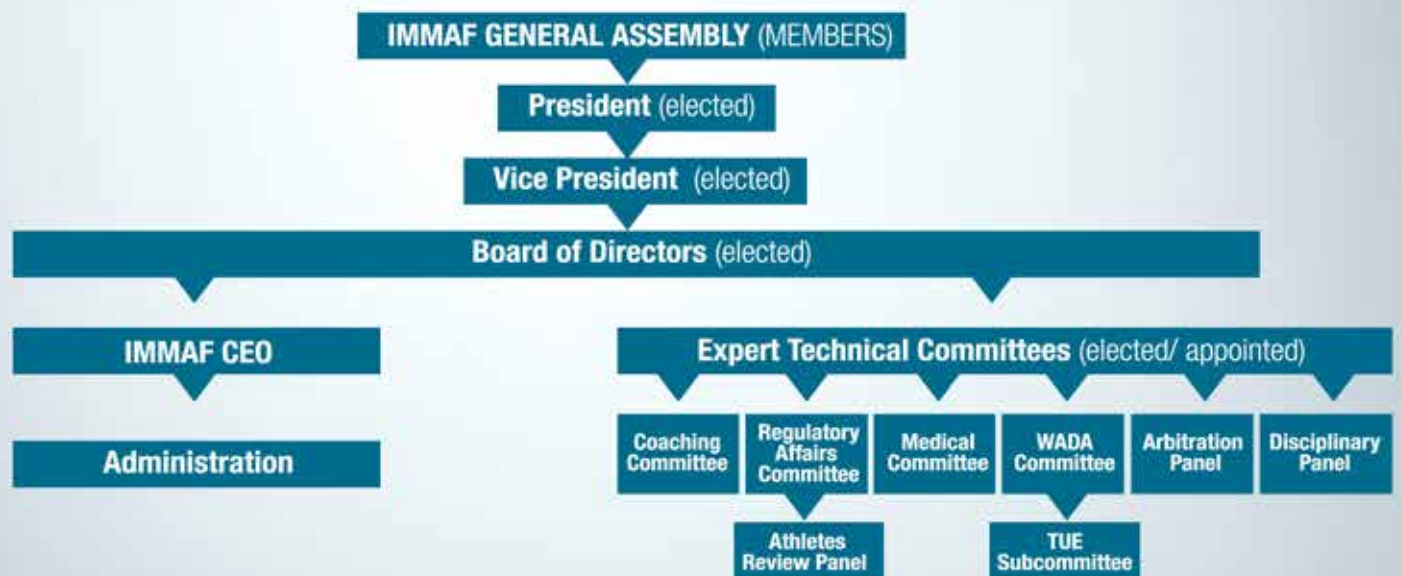 IMMAF GENERAL ASSEMBLY (MEMBERS)
President (elected)
Vice President (elected)
Board of Directors (elected)
IMMAF CEO
Expert Technical Committees (elected/ appointed)
Administration
Coaching
Committee
Regulatory
Affairs
Committee
Medical
Committee
WADA
Committee
Arbitration
Panel
Disciplinary
Panel
Athletes
Review Panel
TUE
Subcommittee